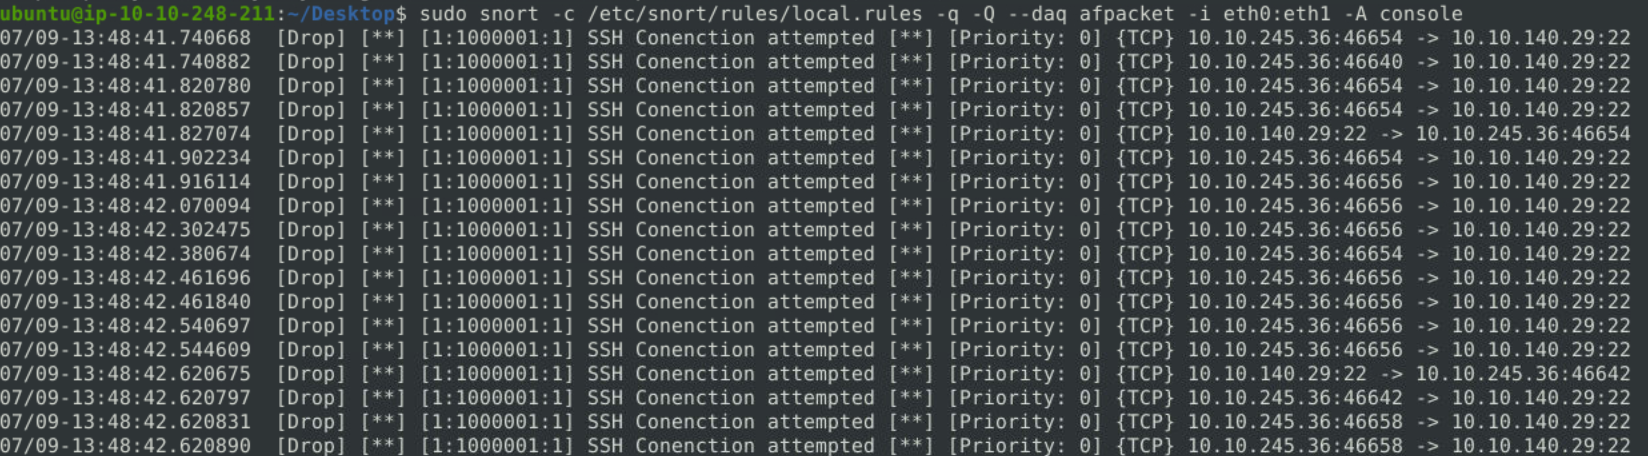 ubuntu@ip-10-10-248-211:~/Desktop$ sudo snort -c /etc/snort/rules/local.rules -q -Q --daq afpacket -i eth0:eth1 -A console
07/09-13:48:41.740668  [Drop] [**] [1:1000001:1] SSH Conenction attempted [**] [Priority: 0] {TCP} 10.10.245.36:46654 -> 10.10.140.29:22
07/09-13:48:41.740882  [Drop] [**] [1:1000001:1] SSH Conenction attempted [**] [Priority: 0] {TCP} 10.10.245.36:46640 -> 10.10.140.29:22
07/09-13:48:41.820780  [Drop] [**] [1:1000001:1] SSH Conenction attempted [**] [Priority: 0] {TCP} 10.10.245.36:46654 -> 10.10.140.29:22
07/09-13:48:41.820857  [Drop] [**] [1:1000001:1] SSH Conenction attempted [**] [Priority: 0] {TCP} 10.10.245.36:46654 -> 10.10.140.29:22
07/09-13:48:41.827074  [Drop] [**] [1:1000001:1] SSH Conenction attempted [**] [Priority: 0] {TCP} 10.10.140.29:22 -> 10.10.245.36:46654
07/09-13:48:41.902234  [Drop] [**] [1:1000001:1] SSH Conenction attempted [**] [Priority: 0] {TCP} 10.10.245.36:46654 -> 10.10.140.29:22
07/09-13:48:41.916114  [Drop] [**] [1:1000001:1] SSH Conenction attempted [**] [Priority: 0] {TCP} 10.10.245.36:46656 -> 10.10.140.29:22
07/09-13:48:42.070094  [Drop] [**] [1:1000001:1] SSH Conenction attempted [**] [Priority: 0] {TCP} 10.10.245.36:46656 -> 10.10.140.29:22
07/09-13:48:42.302475  [Drop] [**] [1:1000001:1] SSH Conenction attempted [**] [Priority: 0] {TCP} 10.10.245.36:46656 -> 10.10.140.29:22
07/09-13:48:42.380674  [Drop] [**] [1:1000001:1] SSH Conenction attempted [**] [Priority: 0] {TCP} 10.10.245.36:46654 -> 10.10.140.29:22
07/09-13:48:42.461696  [Drop] [**] [1:1000001:1] SSH Conenction attempted [**] [Priority: 0] {TCP} 10.10.245.36:46656 -> 10.10.140.29:22
07/09-13:48:42.461840  [Drop] [**] [1:1000001:1] SSH Conenction attempted [**] [Priority: 0] {TCP} 10.10.245.36:46656 -> 10.10.140.29:22
07/09-13:48:42.540697  [Drop] [**] [1:1000001:1] SSH Conenction attempted [**] [Priority: 0] {TCP} 10.10.245.36:46656 -> 10.10.140.29:22
07/09-13:48:42.544609  [Drop] [**] [1:1000001:1] SSH Conenction attempted [**] [Priority: 0] {TCP} 10.10.245.36:46656 -> 10.10.140.29:22
07/09-13:48:42.620675  [Drop] [**] [1:1000001:1] SSH Conenction attempted [**] [Priority: 0] {TCP} 10.10.140.29:22 -> 10.10.245.36:46642
07/09-13:48:42.620797  [Drop] [**] [1:1000001:1] SSH Conenction attempted [**] [Priority: 0] {TCP} 10.10.245.36:46642 -> 10.10.140.29:22
07/09-13:48:42.620831  [Drop] [**] [1:1000001:1] SSH Conenction attempted [**] [Priority: 0] {TCP} 10.10.245.36:46658 -> 10.10.140.29:22
07/09-13:48:42.620890  [Drop] [**] [1:1000001:1] SSH Conenction attempted [**] [Priority: 0] {TCP} 10.10.245.36:46658 -> 10.10.140.29:22